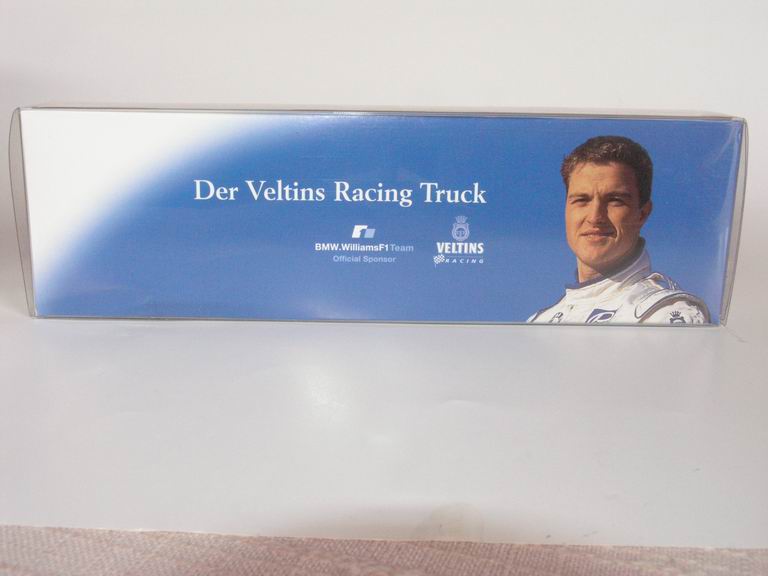 Der Veltins Racing Truck
BMW.WilliamsF1Team
Official Sponsor
VELTINS
RACING